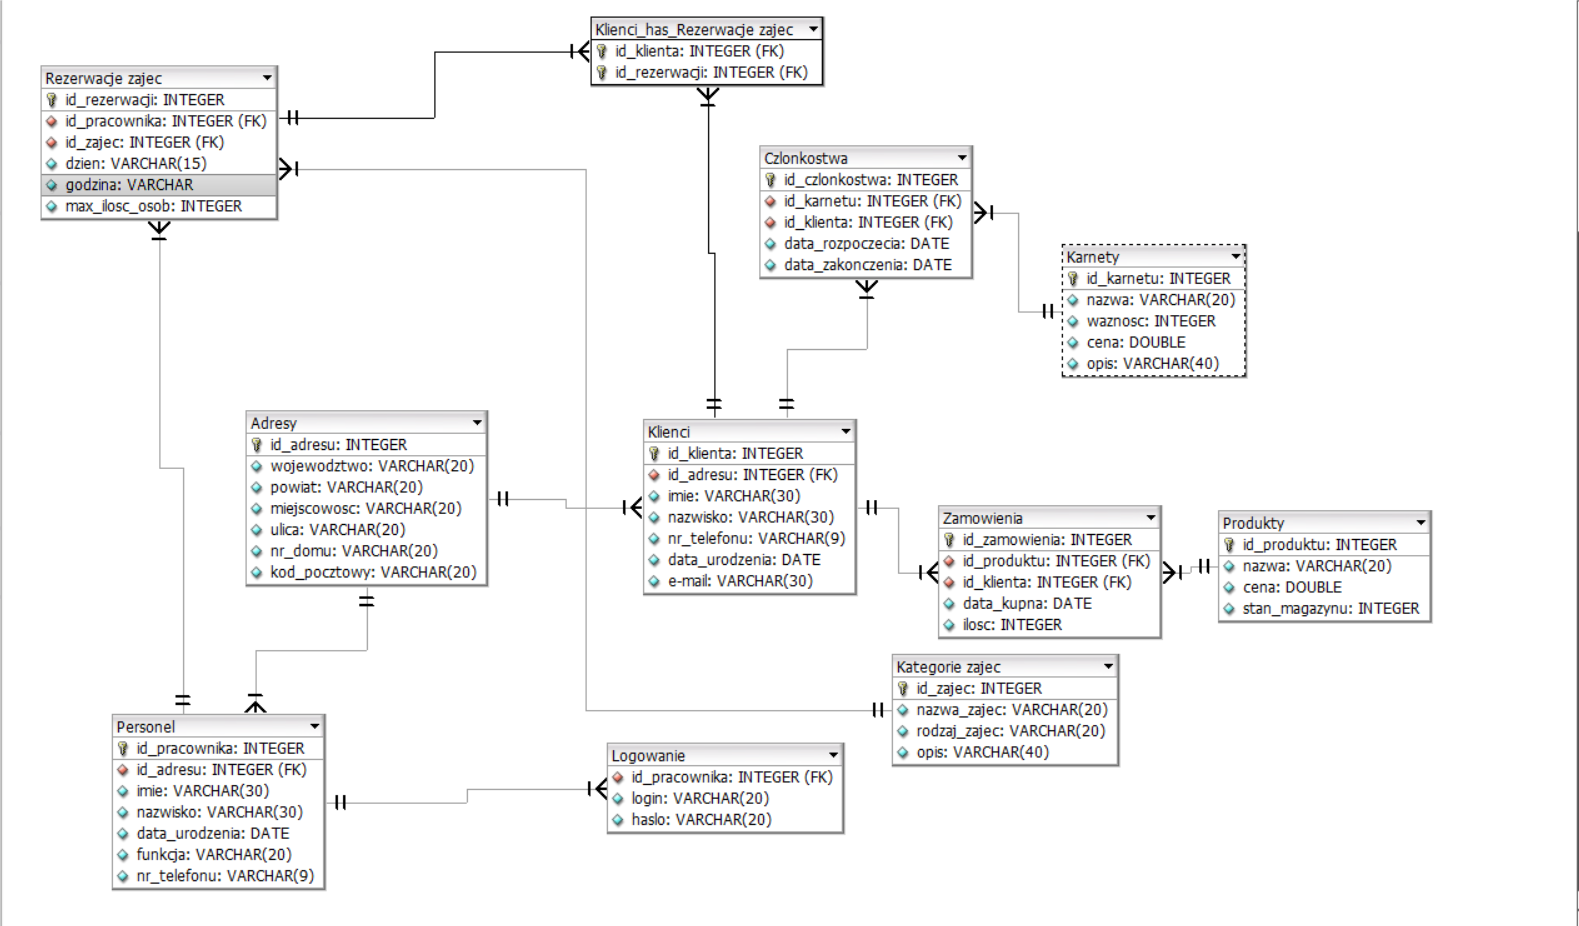 Klienci_has_Rezerwacje zajec
id_klienta: INTEGER (FK)
id_rezerwacji: INTEGER (FK)
Rezerwacje zajec
id_rezerwacji: INTEGER
id_pracownika: INTEGER (FK)
id_zajec: INTEGER (FK)
dzien: VARCHAR(15)
godzina: VARCHAR
max_ilosc_osob: INTEGER
Czlonkostwa
id_czlonkostwa: INTEGER
id_karnetu: INTEGER (FK)
id_klienta: INTEGER (FK)
data_rozpoczecia: DATE
data_zakonczenia: DATE
Karnety
id_karnetu: INTEGER
nazwa: VARCHAR(20)
waznosc: INTEGER
cena: DOUBLE
opis: VARCHAR(40)
Adresy
id_adresu: INTEGER
wojewodztwo: VARCHAR(20)
powiat: VARCHAR(20)
miejscowosc: VARCHAR(20)
ulica: VARCHAR(20)
nr_domu: VARCHAR(20)
kod_pocztowy: VARCHAR(20)
Klienci
id_klienta: INTEGER
id_adresu: INTEGER (FK)
imie: VARCHAR(30)
nazwisko: VARCHAR(30)
nr_telefonu: VARCHAR(9)
data_urodzenia: DATE
e-mail: VARCHAR(30)
Zamowienia
id_zamowienia: INTEGER
id_produktu: INTEGER (FK)
id_klienta: INTEGER (FK)
data_kupna: DATE
ilosc: INTEGER
Produkty
id_produktu: INTEGER
nazwa: VARCHAR(20)
cena: DOUBLE
stan_magazynu: INTEGER
Kategorie zajec
id_zajec: INTEGER
nazwa_zajec: VARCHAR(20)
rodzaj_zajec: VARCHAR(20)
opis: VARCHAR(40)
Personel
id_pracownika: INTEGER
id_adresu: INTEGER (FK)
imie: VARCHAR(30)
nazwisko: VARCHAR(30)
data_urodzenia: DATE
funkcja: VARCHAR(20)
nr_telefonu: VARCHAR(9)
Logowanie
id_pracownika: INTEGER (FK)
login: VARCHAR(20)
haslo: VARCHAR(20)